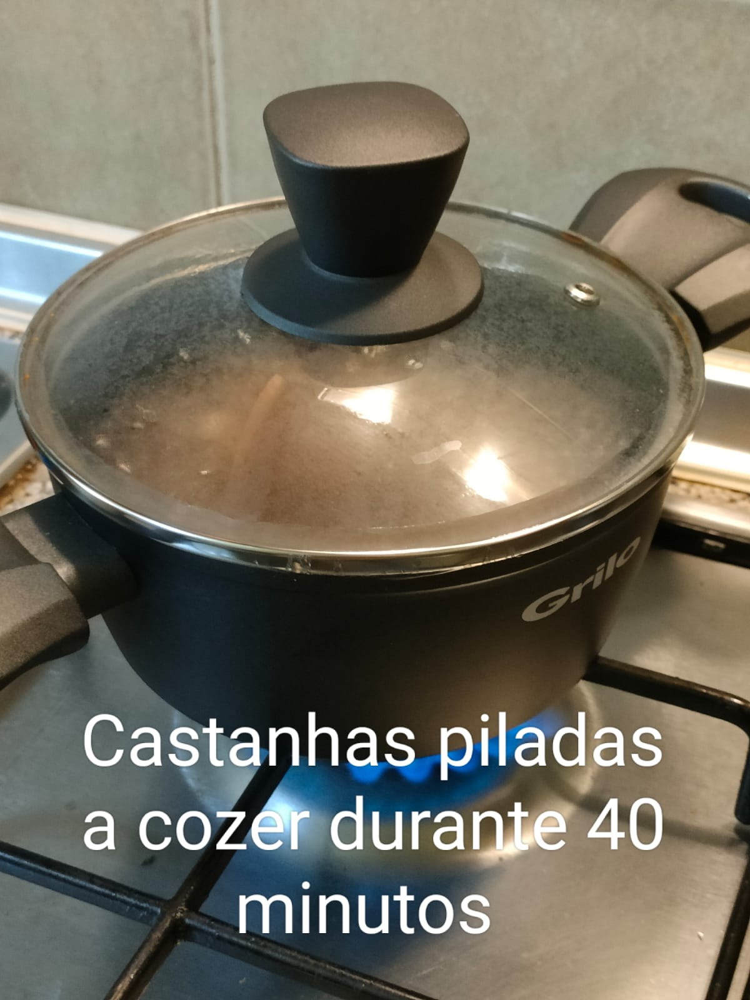 Grilo
Castanhas piladas
a cozer durante 40
minutos